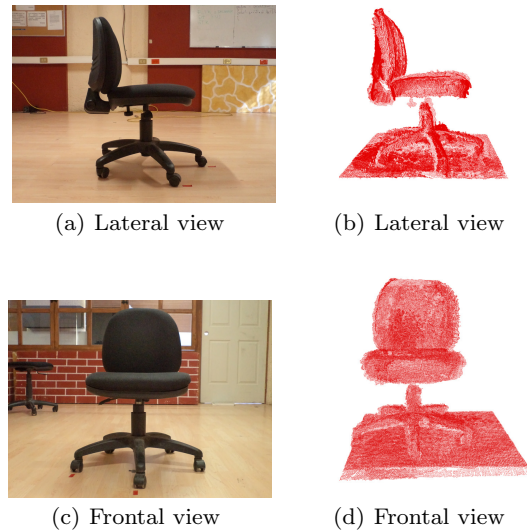 (a) Lateral view
(b) Lateral view
(c) Frontal view
(d) Frontal view